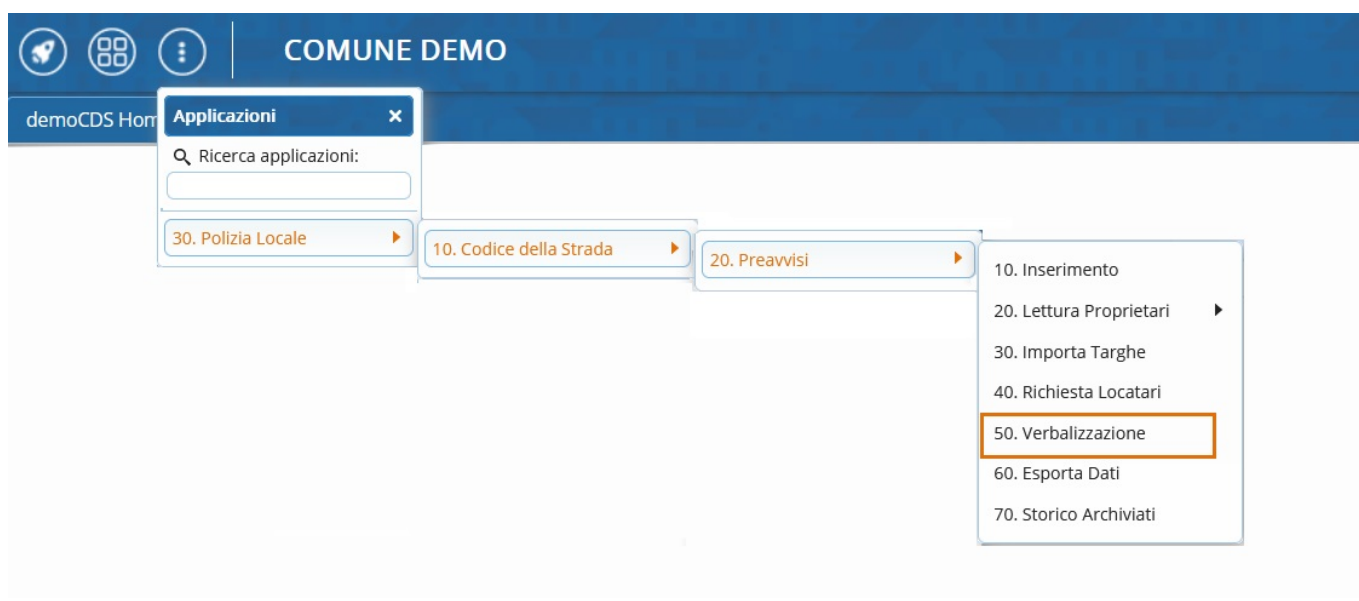 COMUNE DEMO
demoCDS Hom
Applicazioni ×
Ricerca applicazioni:
30. Polizia Locale
10. Codice della Strada
20. Preavvisi
10. Inserimento
20. Lettura Proprietari
30. Importa Targhe
40. Richiesta Locatari
50. Verbalizzazione
60. Esporta Dati
70. Storico Archiviati